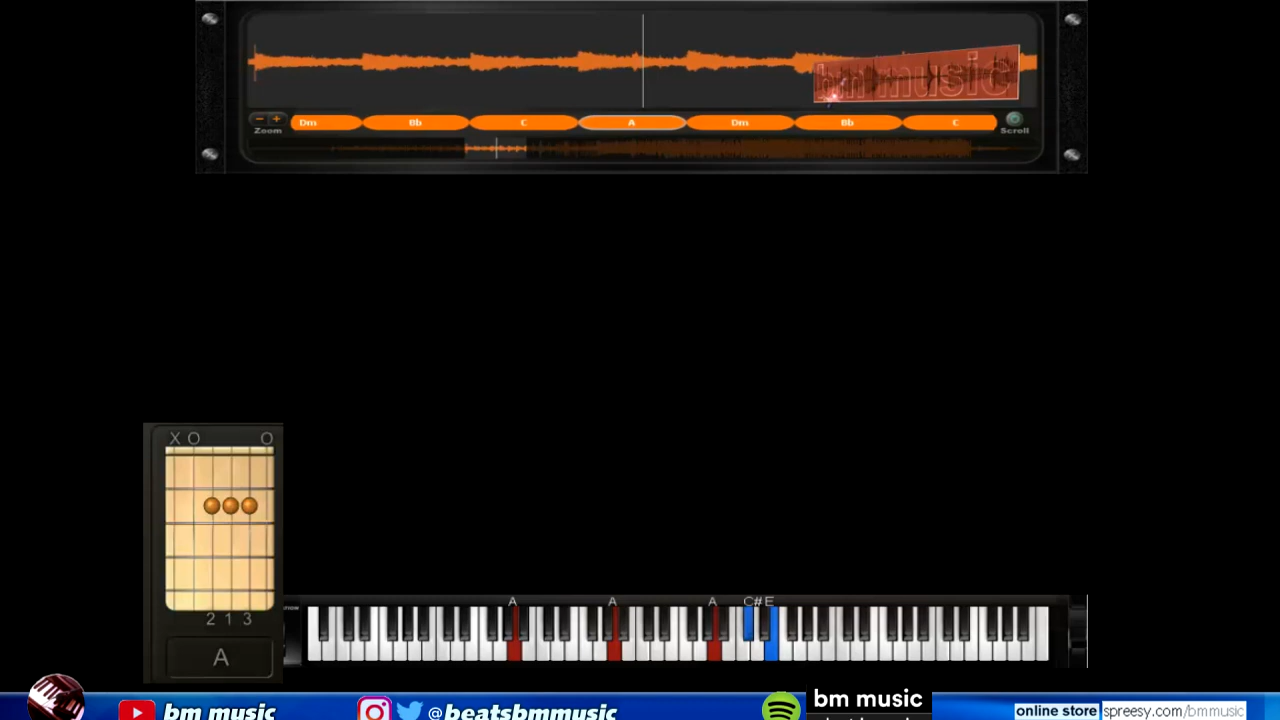 bm music
Zoom
Dm Bb C A Dm Bb C
Scroll
X O O
2 1 3
A
A A A C# E
bm music
@beatsbmmusic
bm music
online store spreesy.com/bmmusic